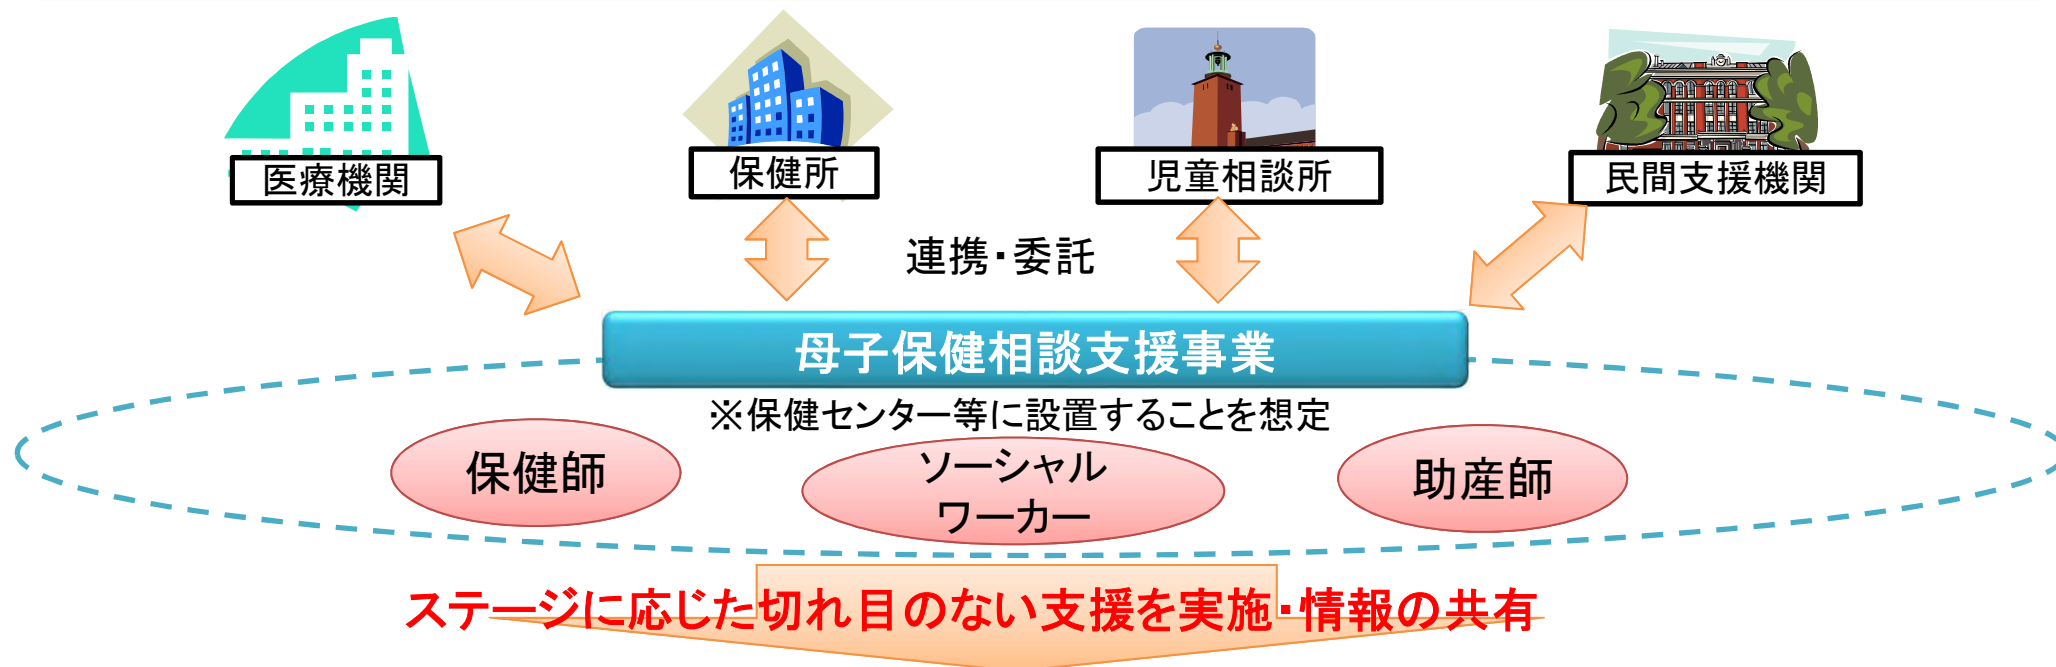 医療機関
保健所
児童相談所
民間支援機関
連携・委託
母子保健相談支援事業
※保健センター等に設置することを想定
保健師
ソーシャル
ワーカー
助産師
ステージに応じた切れ目のない支援を実施・情報の共有